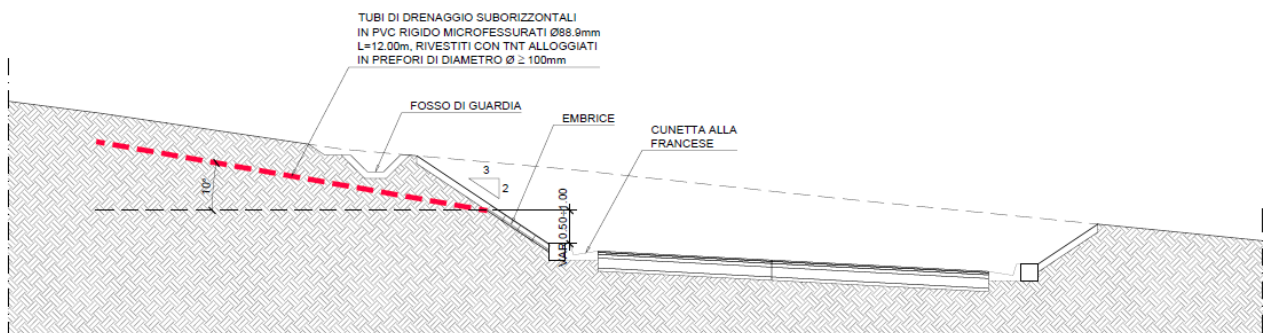 TUBI DI DRENAGGIO SUBORIZZONTALI
IN PVC RIGIDO MICROFESSURATI Ø88.9mm
L=12.00m, RIVESTITI CON TNT ALLOGGIATI
IN PREFORI DI DIAMETRO Ø ≥ 100mm
FOSSO DI GUARDIA
EMBRICE
CUNETTA ALLA
FRANCESE
3
2
10°
VAR.0.50÷1.00